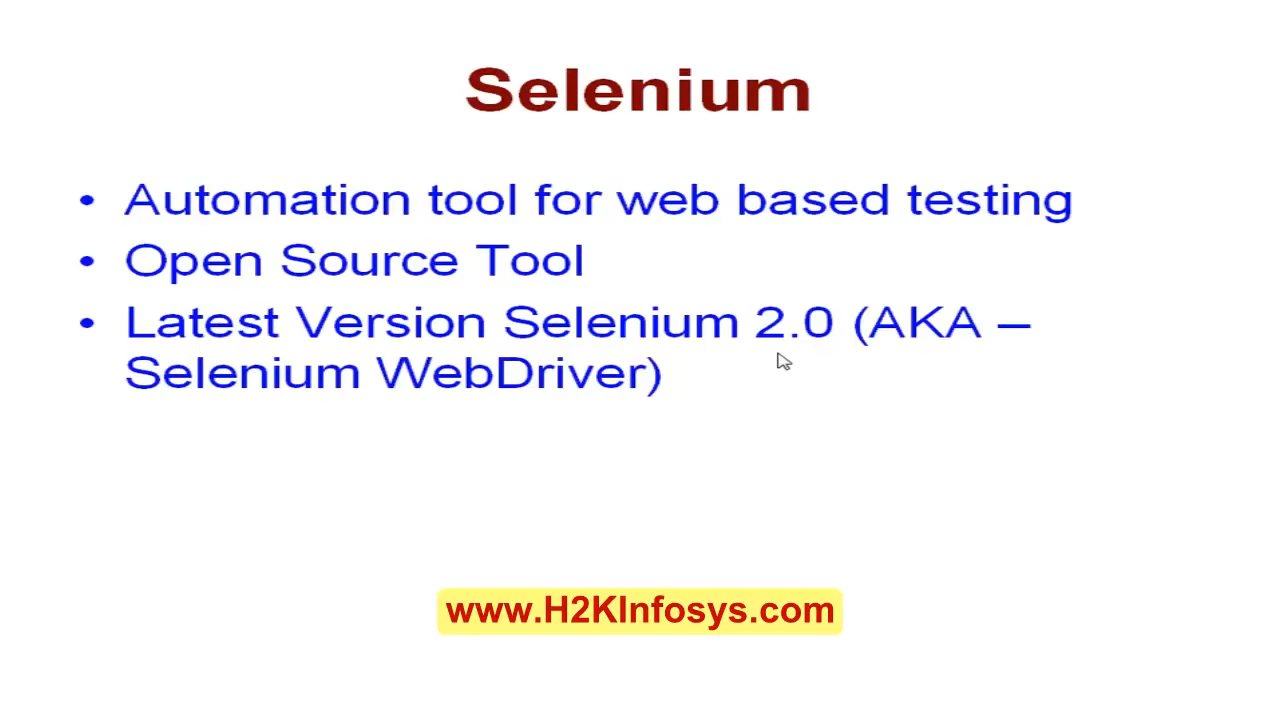 Selenium
• Automation tool for web based testing
• Open Source Tool
• Latest Version Selenium 2.0 (AKA –
Selenium WebDriver)
www.H2KInfosys.com